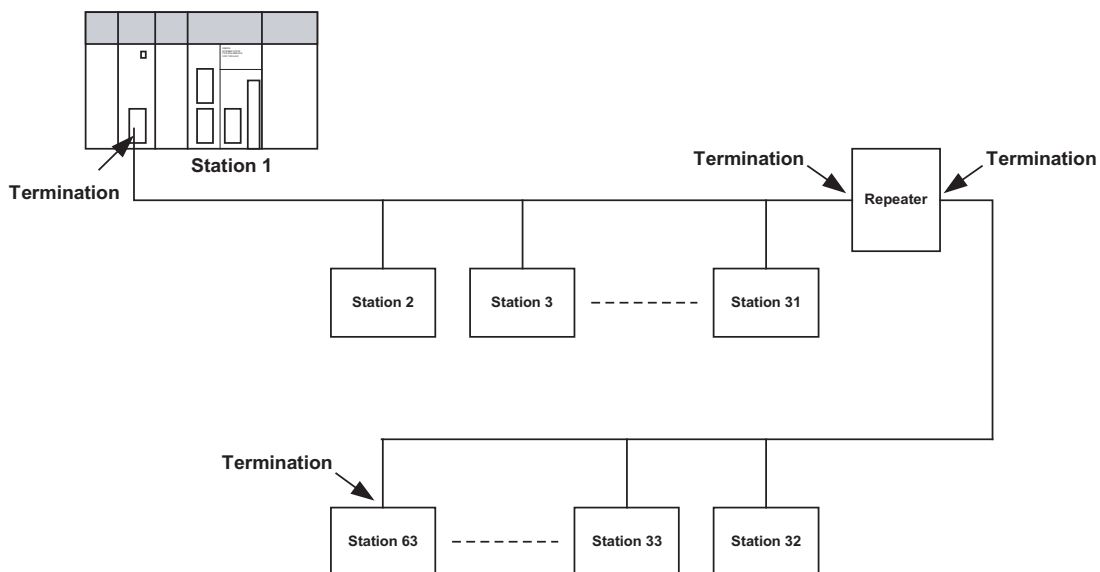 Station 1
Termination
Termination
Termination
Repeater
Station 2
Station 3
Station 31
Termination
Station 63
Station 33
Station 32